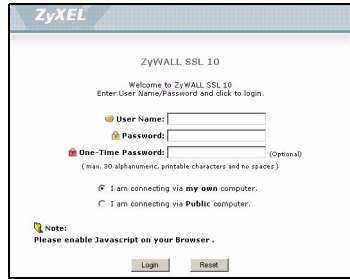 ZyXEL
ZyWALL SSL 10
Welcome to ZyWALL SSL 10
Enter User Name/Password and click to login.
User Name:
Password:
One-Time Password: (Optional)
( max. 30 alphanumeric, printable characters and no spaces )
I am connecting via my own computer.
I am connecting via Public computer.
Note:
Please enable Javascript on your Browser .
Login Reset